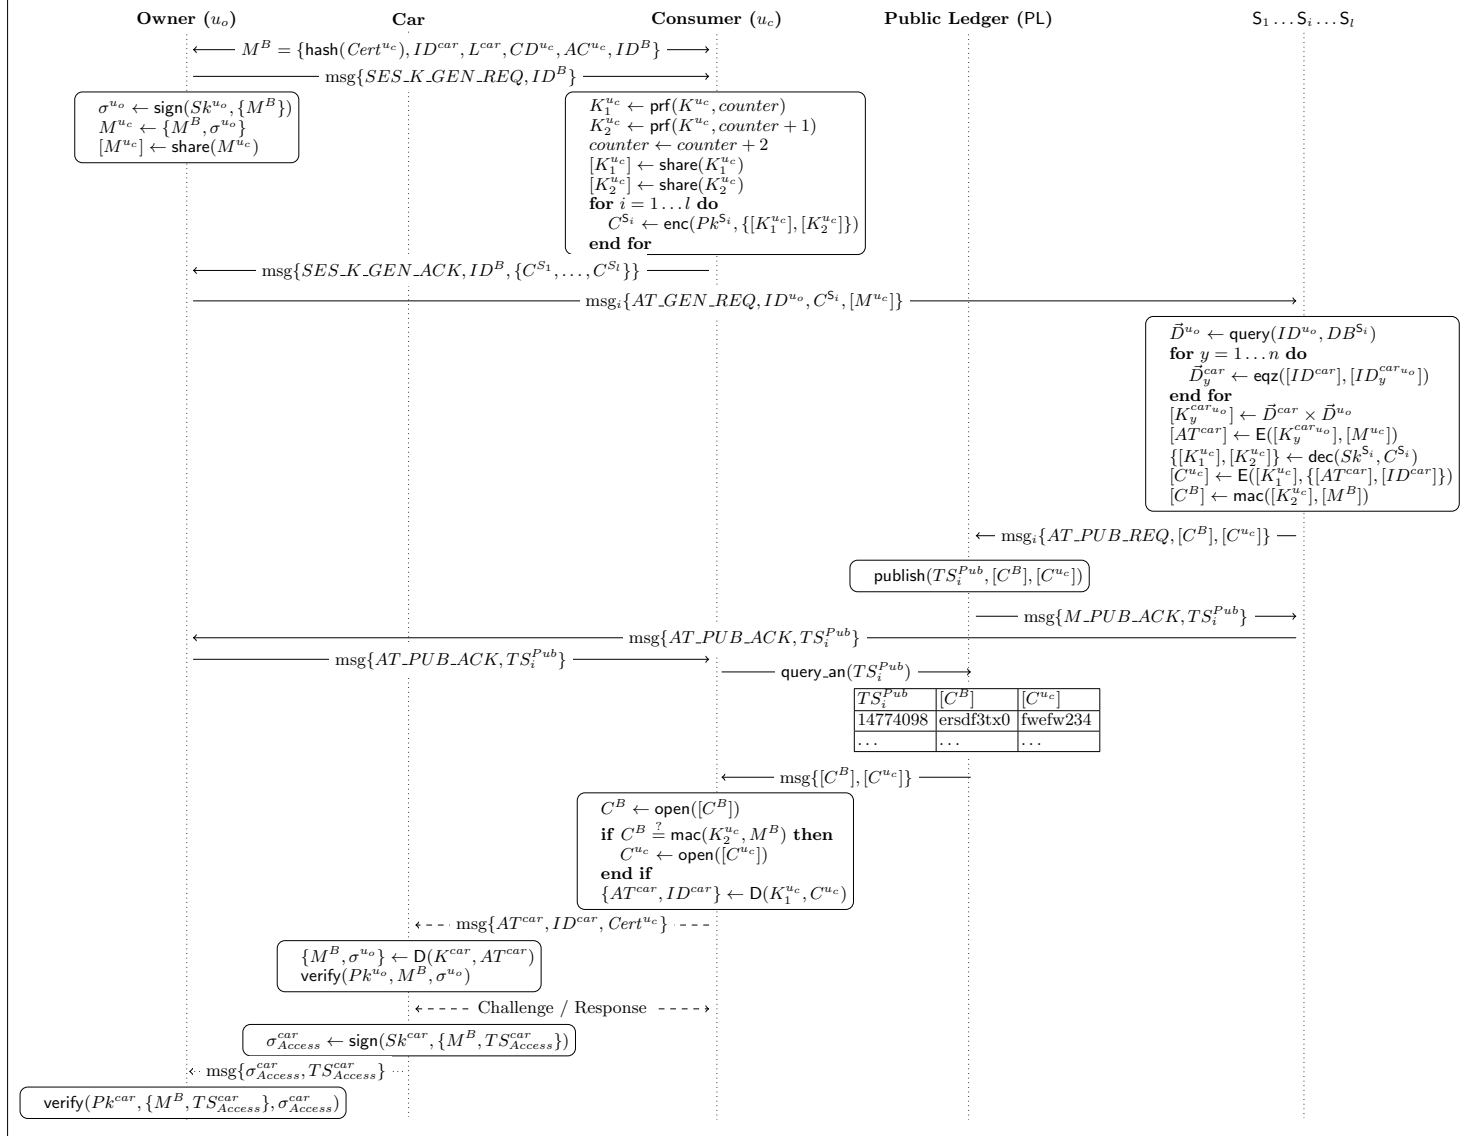 Owner (u_o) Car Consumer (u_c) Public Ledger (PL) S_1 … S_i … S_l
M^B = {hash(Cert^{u_c}), ID^{car}, L^{car}, CD^{u_c}, AC^{u_c}, ID^B}
msg{SES_K_GEN_REQ, ID^B}
σ^{u_o} ← sign(Sk^{u_o}, {M^B})
M^{u_c} ← {M^B, σ^{u_o}}
[M^{u_c}] ← share(M^{u_c})
K_1^{u_c} ← prf(K^{u_c}, counter)
K_2^{u_c} ← prf(K^{u_c}, counter + 1)
counter ← counter + 2
[K_1^{u_c}] ← share(K_1^{u_c})
[K_2^{u_c}] ← share(K_2^{u_c})
for i = 1 … l do
C^{S_i} ← enc(Pk^{S_i}, {[K_1^{u_c}], [K_2^{u_c}]})
end for
msg{SES_K_GEN_ACK, ID^B, {C^{S_1}, …, C^{S_l}}}
msg_i{AT_GEN_REQ, ID^{u_o}, C^{S_i}, [M^{u_c}]}
D⃗^{u_o} ← query(ID^{u_o}, DB^{S_i})
for y = 1 … n do
D⃗_y^{car} ← eqz([ID^{car}], [ID_y^{car_{u_o}}])
end for
[K_y^{car_{u_o}}] ← D⃗^{car} × D⃗^{u_o}
[AT^{car}] ← E([K_y^{car_{u_o}}], [M^{u_c}])
{[K_1^{u_c}], [K_2^{u_c}]} ← dec(Sk^{S_i}, C^{S_i})
[C^{u_c}] ← E([K_1^{u_c}], {[AT^{car}], [ID^{car}]})
[C^B] ← mac([K_2^{u_c}], [M^B])
msg_i{AT_PUB_REQ, [C^B], [C^{u_c}]}
publish(TS_i^{Pub}, [C^B], [C^{u_c}])
msg{M_PUB_ACK, TS_i^{Pub}}
msg{AT_PUB_ACK, TS_i^{Pub}}
msg{AT_PUB_ACK, TS_i^{Pub}}
query_an(TS_i^{Pub})
TS_i^{Pub} [C^B] [C^{u_c}]
14774098 ersdf3tx0 fwefw234
… … …
msg{[C^B], [C^{u_c}]}
C^B ← open([C^B])
if C^B ≟ mac(K_2^{u_c}, M^B) then
C^{u_c} ← open([C^{u_c}])
end if
{AT^{car}, ID^{car}} ← D(K_1^{u_c}, C^{u_c})
msg{AT^{car}, ID^{car}, Cert^{u_c}}
{M^B, σ^{u_o}} ← D(K^{car}, AT^{car})
verify(Pk^{u_o}, M^B, σ^{u_o})
Challenge / Response
σ_{Access}^{car} ← sign(Sk^{car}, {M^B, TS_{Access}^{car}})
msg{σ_{Access}^{car}, TS_{Access}^{car}}
verify(Pk^{car}, {M^B, TS_{Access}^{car}}, σ_{Access}^{car})